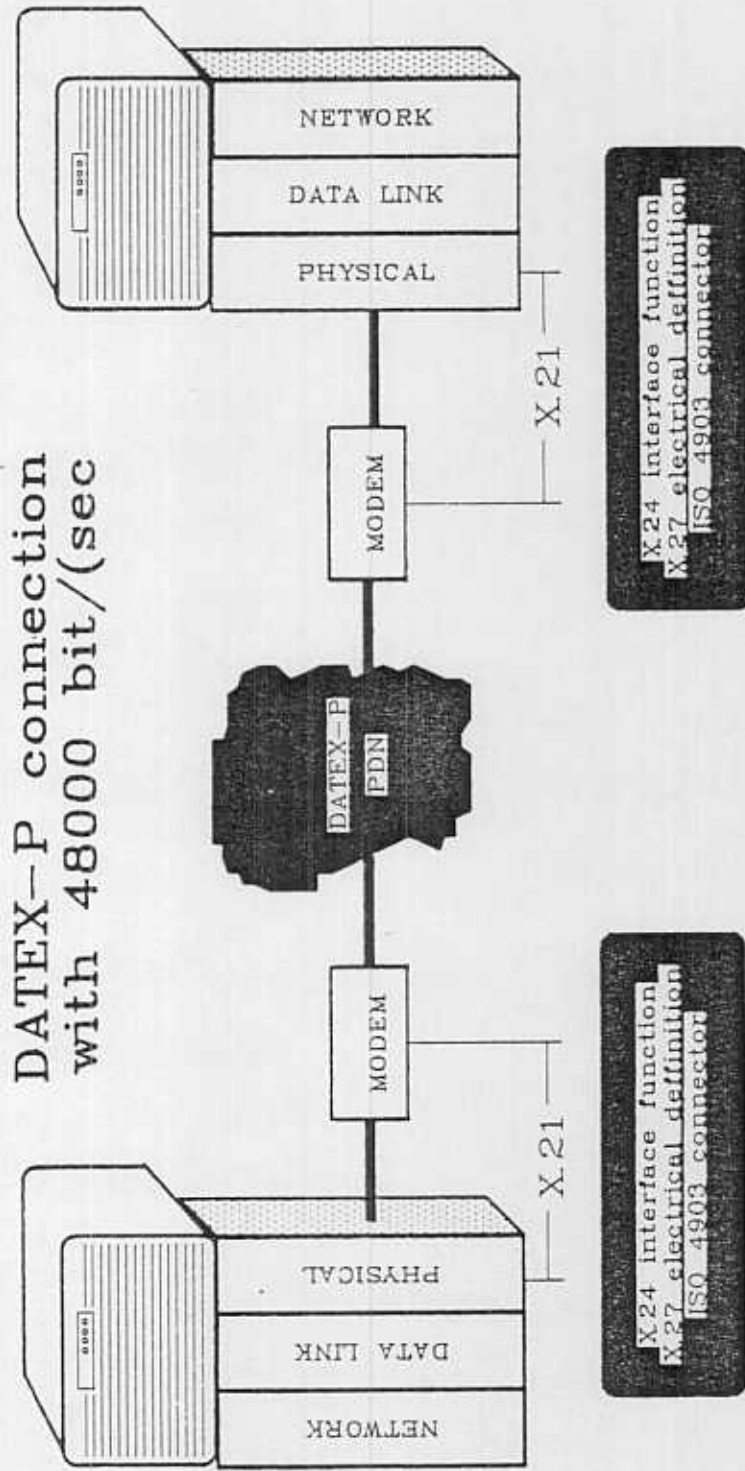 DATEX-P connection
with 48000 bit/(sec
NETWORK
DATA LINK
PHYSICAL
MODEM
DATEX-P
PDN
MODEM
PHYSICAL
DATA LINK
NETWORK
X.21
X.21
X.24 interface function
X.27 electrical deffinition
ISO 4903 connector
X.24 interface function
X.27 electrical deffinition
ISO 4903 connector